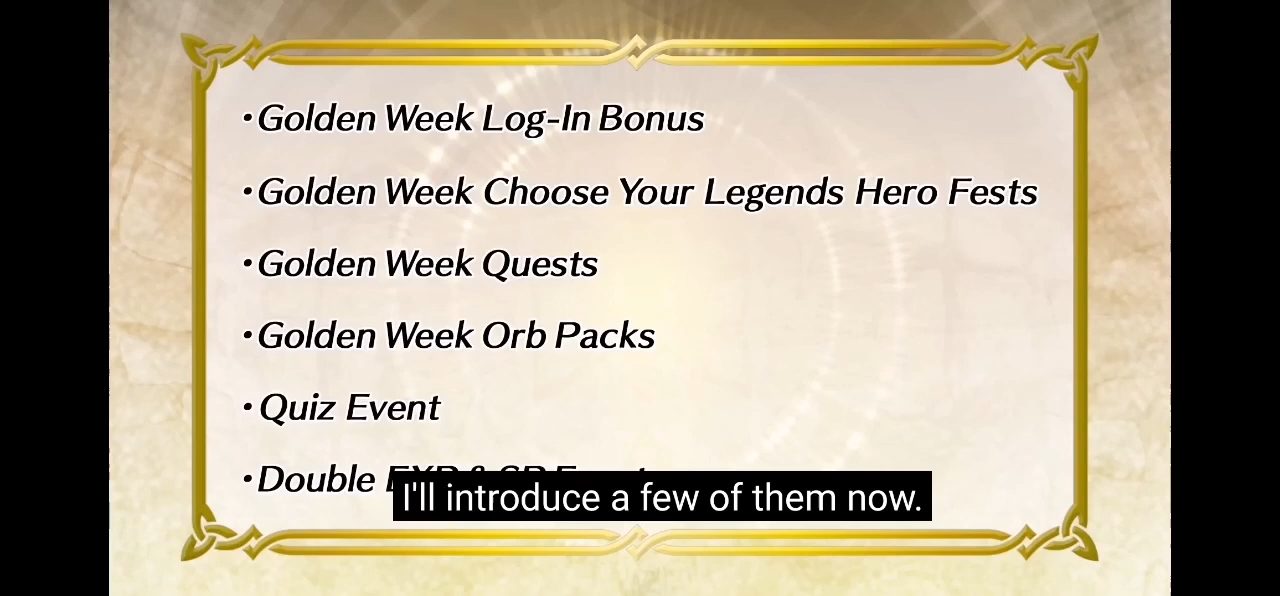 ・Golden Week Log-In Bonus
・Golden Week Choose Your Legends Hero Fests
・Golden Week Quests
・Golden Week Orb Packs
・Quiz Event
・Double
I'll introduce a few of them now.